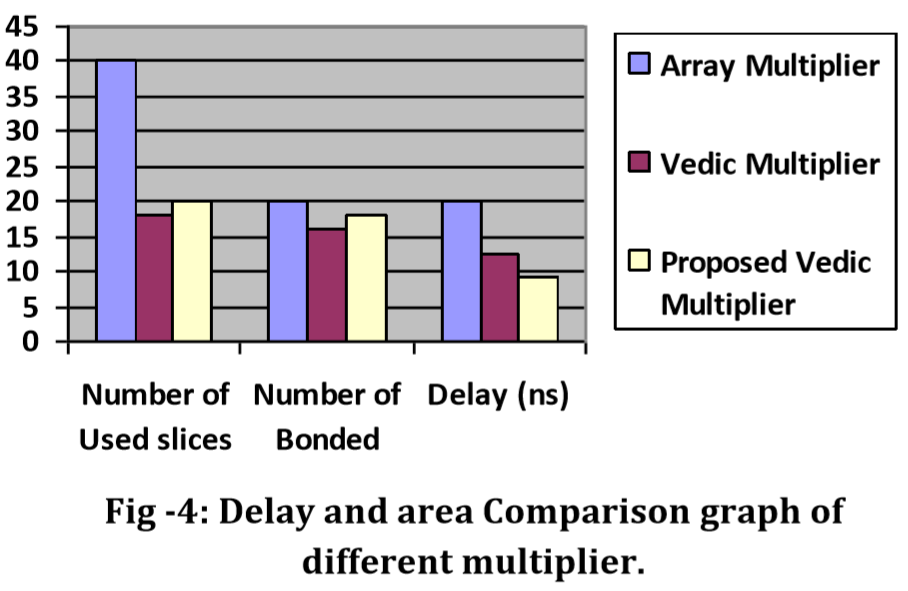 45
40
35
30
25
20
15
10
5
0
Number of
Used slices
Number of
Bonded
Delay (ns)
Array Multiplier
Vedic Multiplier
Proposed Vedic
Multiplier
Fig -4: Delay and area Comparison graph of
different multiplier.